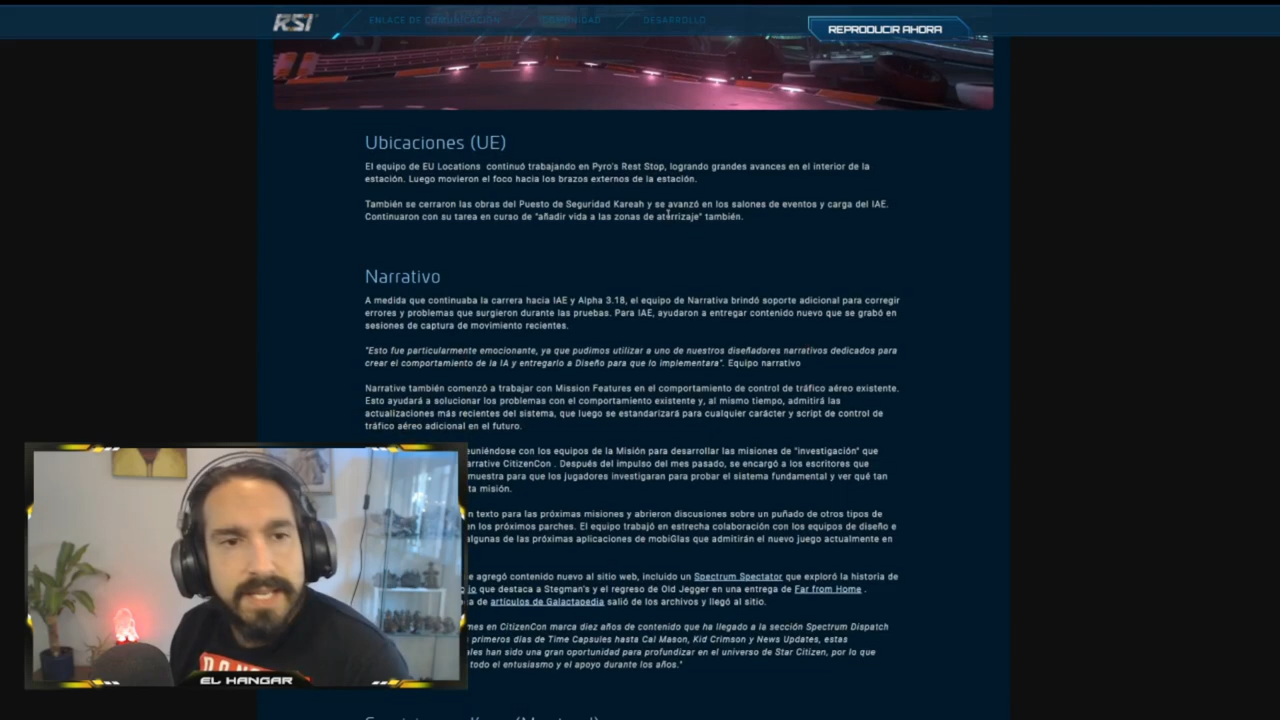 RSI
ENLACE DE COMUNICACIÓN
COMUNIDAD
DESARROLLO
REPRODUCIR AHORA
Ubicaciones (UE)
El equipo de EU Locations continuó trabajando en Pyro's Rest Stop, logrando grandes avances en el interior de la
estación. Luego movieron el foco hacia los brazos externos de la estación.
También se cerraron las obras del Puesto de Seguridad Kareah y se avanzó en los salones de eventos y carga del IAE.
Continuaron con su tarea en curso de "añadir vida a las zonas de aterrizaje" también.
Narrativo
A medida que continuaba la carrera hacia IAE y Alpha 3.18, el equipo de Narrativa brindó soporte adicional para corregir
errores y problemas que surgieron durante las pruebas. Para IAE, ayudaron a entregar contenido nuevo que se grabó en
sesiones de captura de movimiento recientes.
"Esto fue particularmente emocionante, ya que pudimos utilizar a uno de nuestros diseñadores narrativos dedicados para
crear el comportamiento de la IA y entregarlo a Diseño para que lo implementara". Equipo narrativo
Narrative también comenzó a trabajar con Mission Features en el comportamiento de control de tráfico aéreo existente.
Esto ayudará a solucionar los problemas con el comportamiento existente y, al mismo tiempo, admitirá las
actualizaciones más recientes del sistema, que luego se estandarizará para cualquier carácter y script de control de
tráfico aéreo adicional en el futuro.
uniéndose con los equipos de la Misión para desarrollar las misiones de "investigación" que
arrative CitizenCon . Después del impulso del mes pasado, se encargó a los escritores que
muestra para que los jugadores investigaran para probar el sistema fundamental y ver qué tan
ta misión.
n texto para las próximas misiones y abrieron discusiones sobre un puñado de otros tipos de
en los próximos parches. El equipo trabajó en estrecha colaboración con los equipos de diseño e
algunas de las próximas aplicaciones de mobiGlas que admitirán el nuevo juego actualmente en
e agregó contenido nuevo al sitio web, incluido un Spectrum Spectator que exploró la historia de
io que destaca a Stegman's y el regreso de Old Jegger en una entrega de Far from Home .
a de artículos de Galactapedia salió de los archivos y llegó al sitio.
mes en CitizenCon marca diez años de contenido que ha llegado a la sección Spectrum Dispatch
primeros días de Time Capsules hasta Cal Mason, Kid Crimson y News Updates, estas
ales han sido una gran oportunidad para profundizar en el universo de Star Citizen, por lo que
todo el entusiasmo y el apoyo durante los años."
EL HANGAR